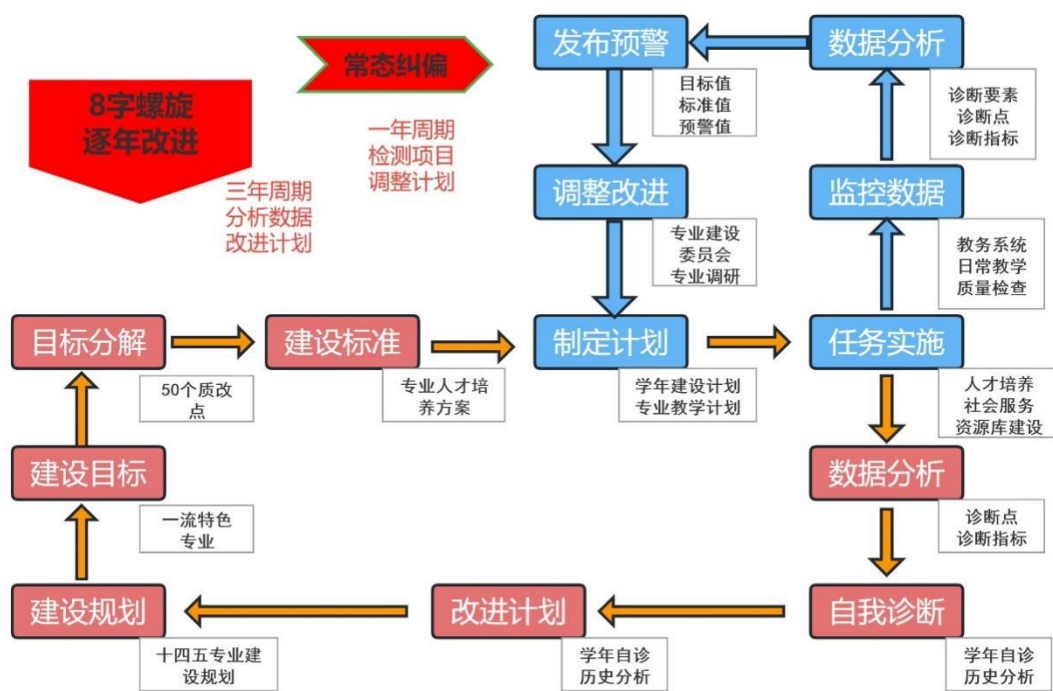 发布预警
数据分析
常态纠偏
目标值
标准值
预警值
诊断要素
诊断点
诊断指标
8字螺旋
逐年改进
一年周期
检测项目
调整计划
三年周期
分析数据
改进计划
调整改进
监控数据
专业建设
委员会
专业调研
教务系统
日常教学
质量检查
目标分解
建设标准
制定计划
任务实施
50个质改
点
专业人才培
养方案
学年建设计划
专业教学计划
人才培养
社会服务
资源库建设
建设目标
数据分析
一流特色
专业
诊断点
诊断指标
建设规划
改进计划
自我诊断
十四五专业建
设规划
学年自诊
历史分析
学年自诊
历史分析